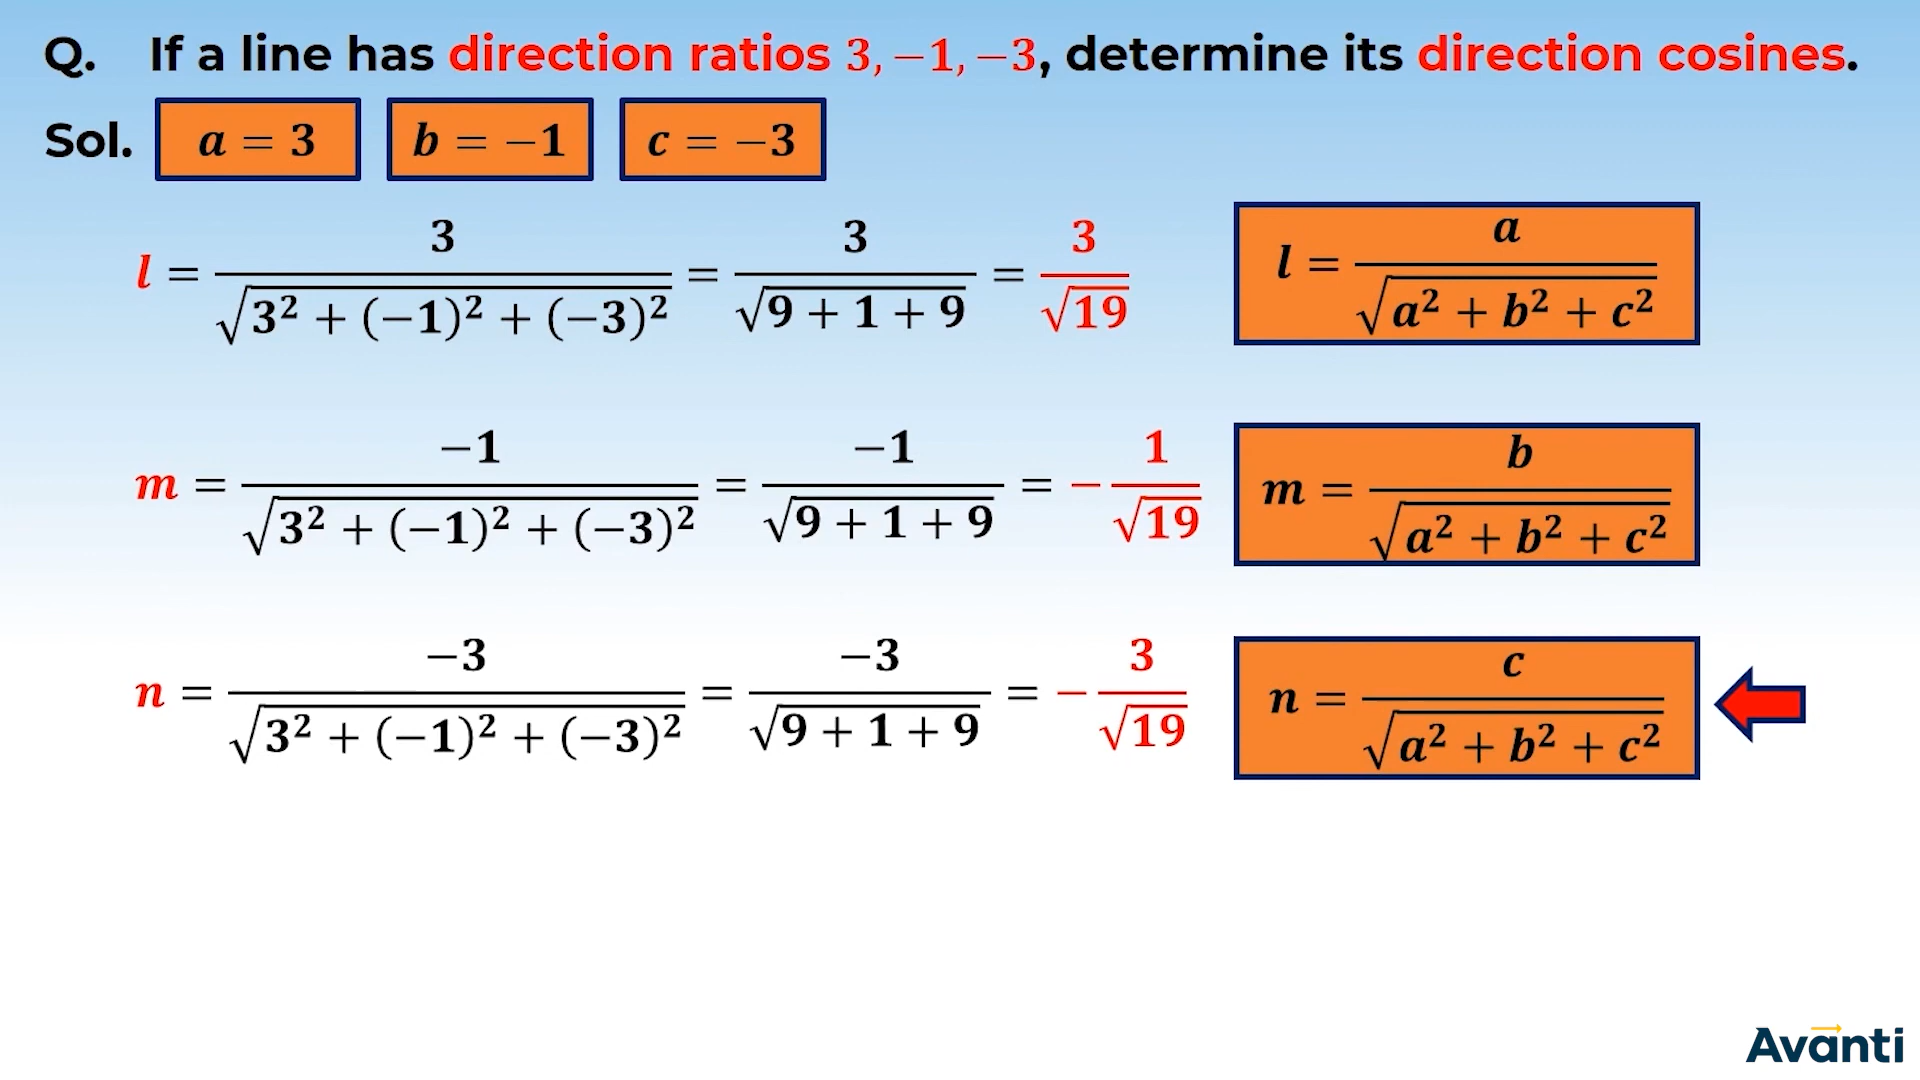 Q. If a line has direction ratios 3, −1, −3, determine its direction cosines.
Sol. a = 3 b = −1 c = −3
l = 3/√(3² + (−1)² + (−3)²) = 3/√(9 + 1 + 9) = 3/√19
l = a/√(a² + b² + c²)
m = −1/√(3² + (−1)² + (−3)²) = −1/√(9 + 1 + 9) = −1/√19
m = b/√(a² + b² + c²)
n = −3/√(3² + (−1)² + (−3)²) = −3/√(9 + 1 + 9) = −3/√19
n = c/√(a² + b² + c²)
Avanti